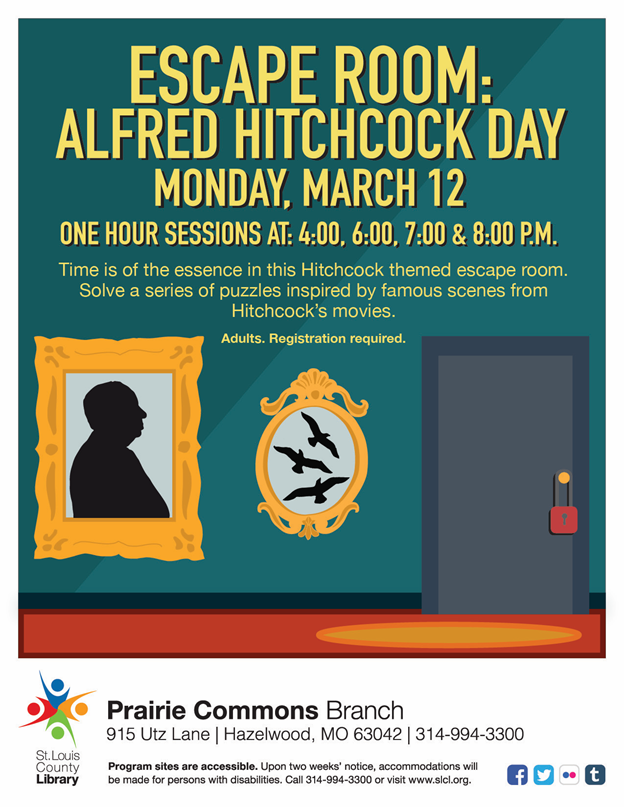 ESCAPE ROOM:
ALFRED HITCHCOCK DAY
MONDAY, MARCH 12
ONE HOUR SESSIONS AT: 4:00, 6:00, 7:00 & 8:00 P.M.
Time is of the essence in this Hitchcock themed escape room.
Solve a series of puzzles inspired by famous scenes from
Hitchcock's movies.
Adults. Registration required.
St.Louis
County
Library
Prairie Commons Branch
915 Utz Lane | Hazelwood, MO 63042 | 314-994-3300
Program sites are accessible. Upon two weeks' notice, accommodations will
be made for persons with disabilities. Call 314-994-3300 or visit www.slcl.org.
f
t